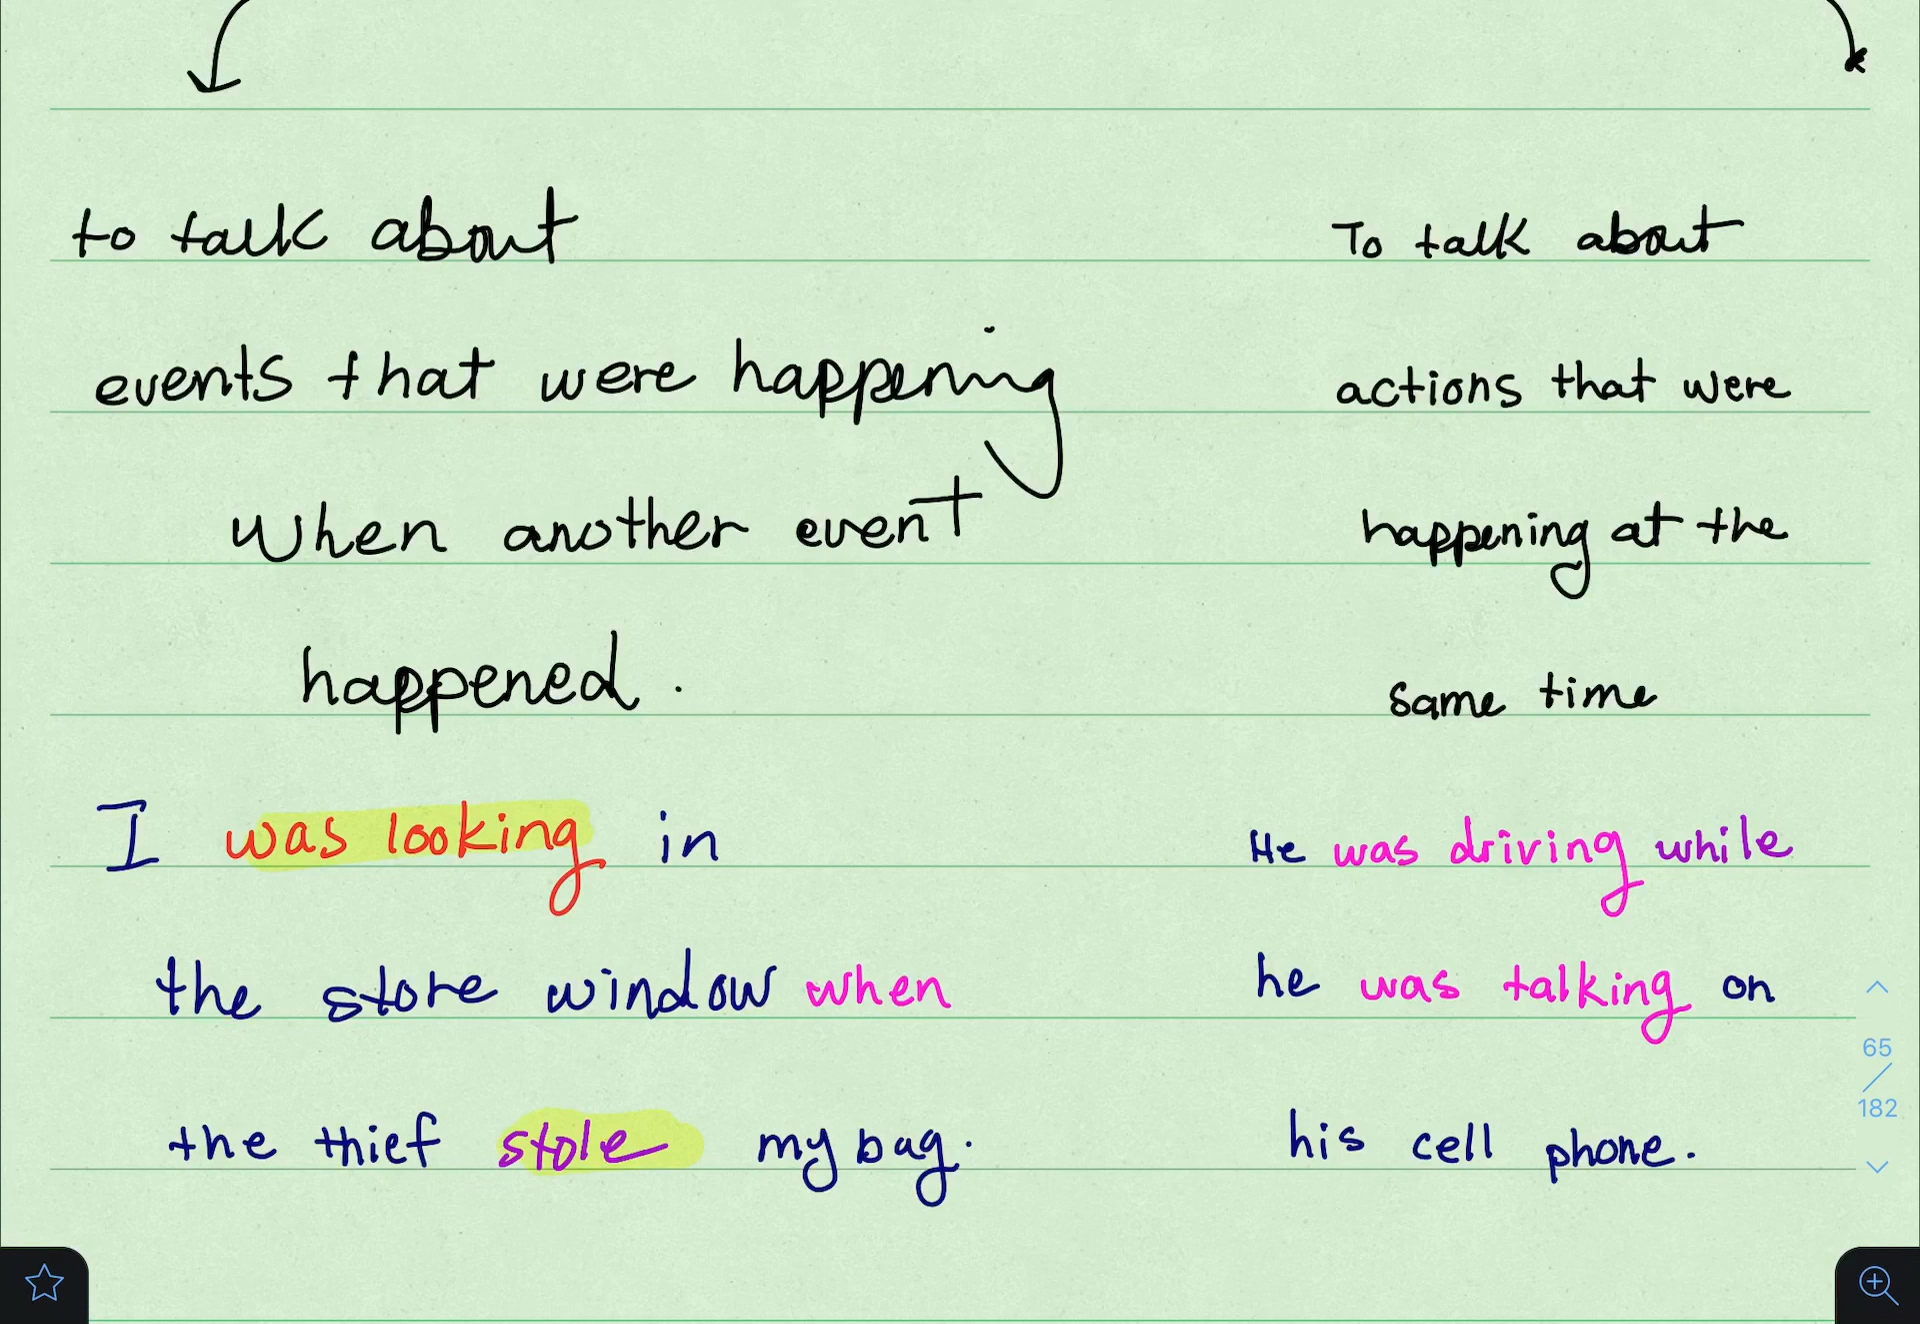 to talk about
events that were happening
when another event
happened.
I was looking in
the store window when
the thief stole my bag.
To talk about
actions that were
happening at the
same time
He was driving while
he was talking on
his cell phone.
65
/
182